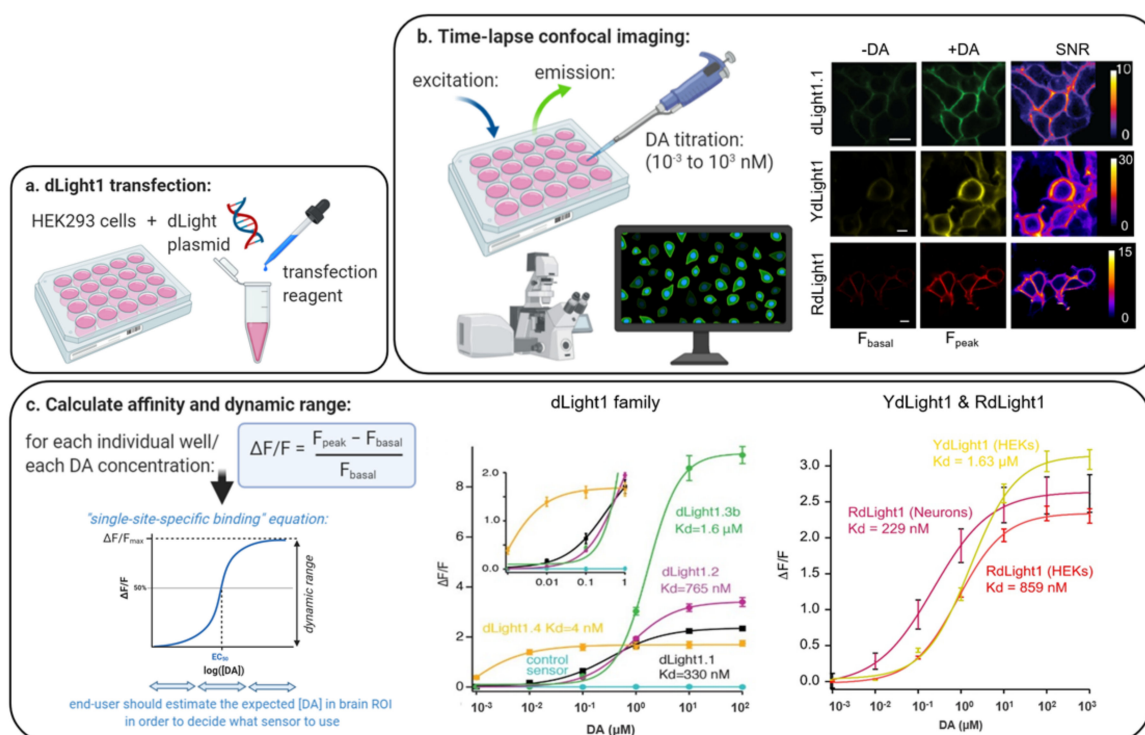 a. dLight1 transfection:
HEK293 cells + dLight
plasmid
transfection
reagent
b. Time-lapse confocal imaging:
excitation:
emission:
DA titration:
(10⁻³ to 10³ nM)
-DA +DA SNR
dLight1.1
10
0
YdLight1
30
0
RdLight1
15
0
F_basal F_peak
c. Calculate affinity and dynamic range:
for each individual well/
each DA concentration:
ΔF/F = (F_peak − F_basal) / F_basal
"single-site-specific binding" equation:
ΔF/F_max
50%
ΔF/F
dynamic range
EC₅₀
log([DA])
end-user should estimate the expected [DA] in brain ROI
in order to decide what sensor to use
dLight1 family
8
6
4
2
0
ΔF/F
2.0
1.0
0.0
0.01 0.1 1
dLight1.3b
Kd=1.6 μM
dLight1.2
Kd=765 nM
dLight1.4 Kd=4 nM
control
sensor
dLight1.1
Kd=330 nM
10⁻³ 10⁻² 10⁻¹ 10⁰ 10¹ 10²
DA (μM)
YdLight1 & RdLight1
3.0
2.5
2.0
1.5
1.0
0.5
0.0
ΔF/F
YdLight1 (HEKs)
Kd = 1.63 μM
RdLight1 (Neurons)
Kd = 229 nM
RdLight1 (HEKs)
Kd = 859 nM
10⁻³ 10⁻² 10⁻¹ 10⁰ 10¹ 10² 10³
DA (μM)